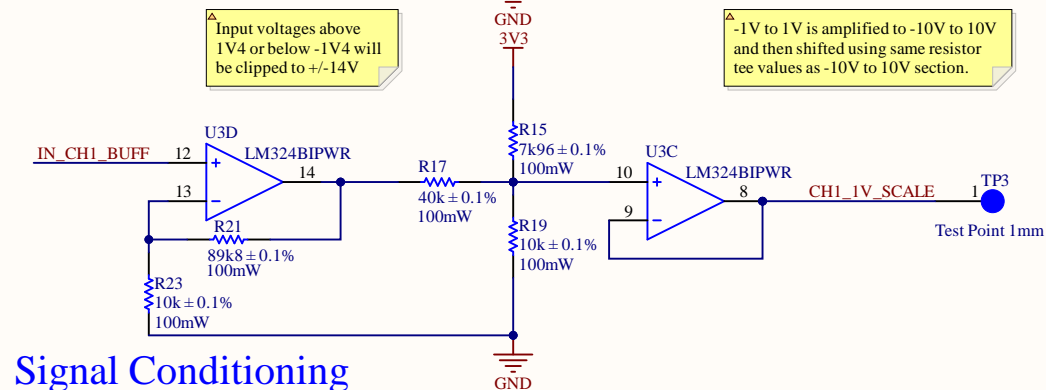 GND
3V3
Input voltages above
1V4 or below -1V4 will
be clipped to +/-14V
-1V to 1V is amplified to -10V to 10V
and then shifted using same resistor
tee values as -10V to 10V section.
U3D
LM324BIPWR
IN_CH1_BUFF
12
+
13
-
14
R21
89k8 ± 0.1%
100mW
R23
10k ± 0.1%
100mW
R17
40k ± 0.1%
100mW
R15
7k96 ± 0.1%
100mW
R19
10k ± 0.1%
100mW
U3C
LM324BIPWR
10
+
9
-
8
CH1_1V_SCALE
1
TP3
Test Point 1mm
GND
Signal Conditioning